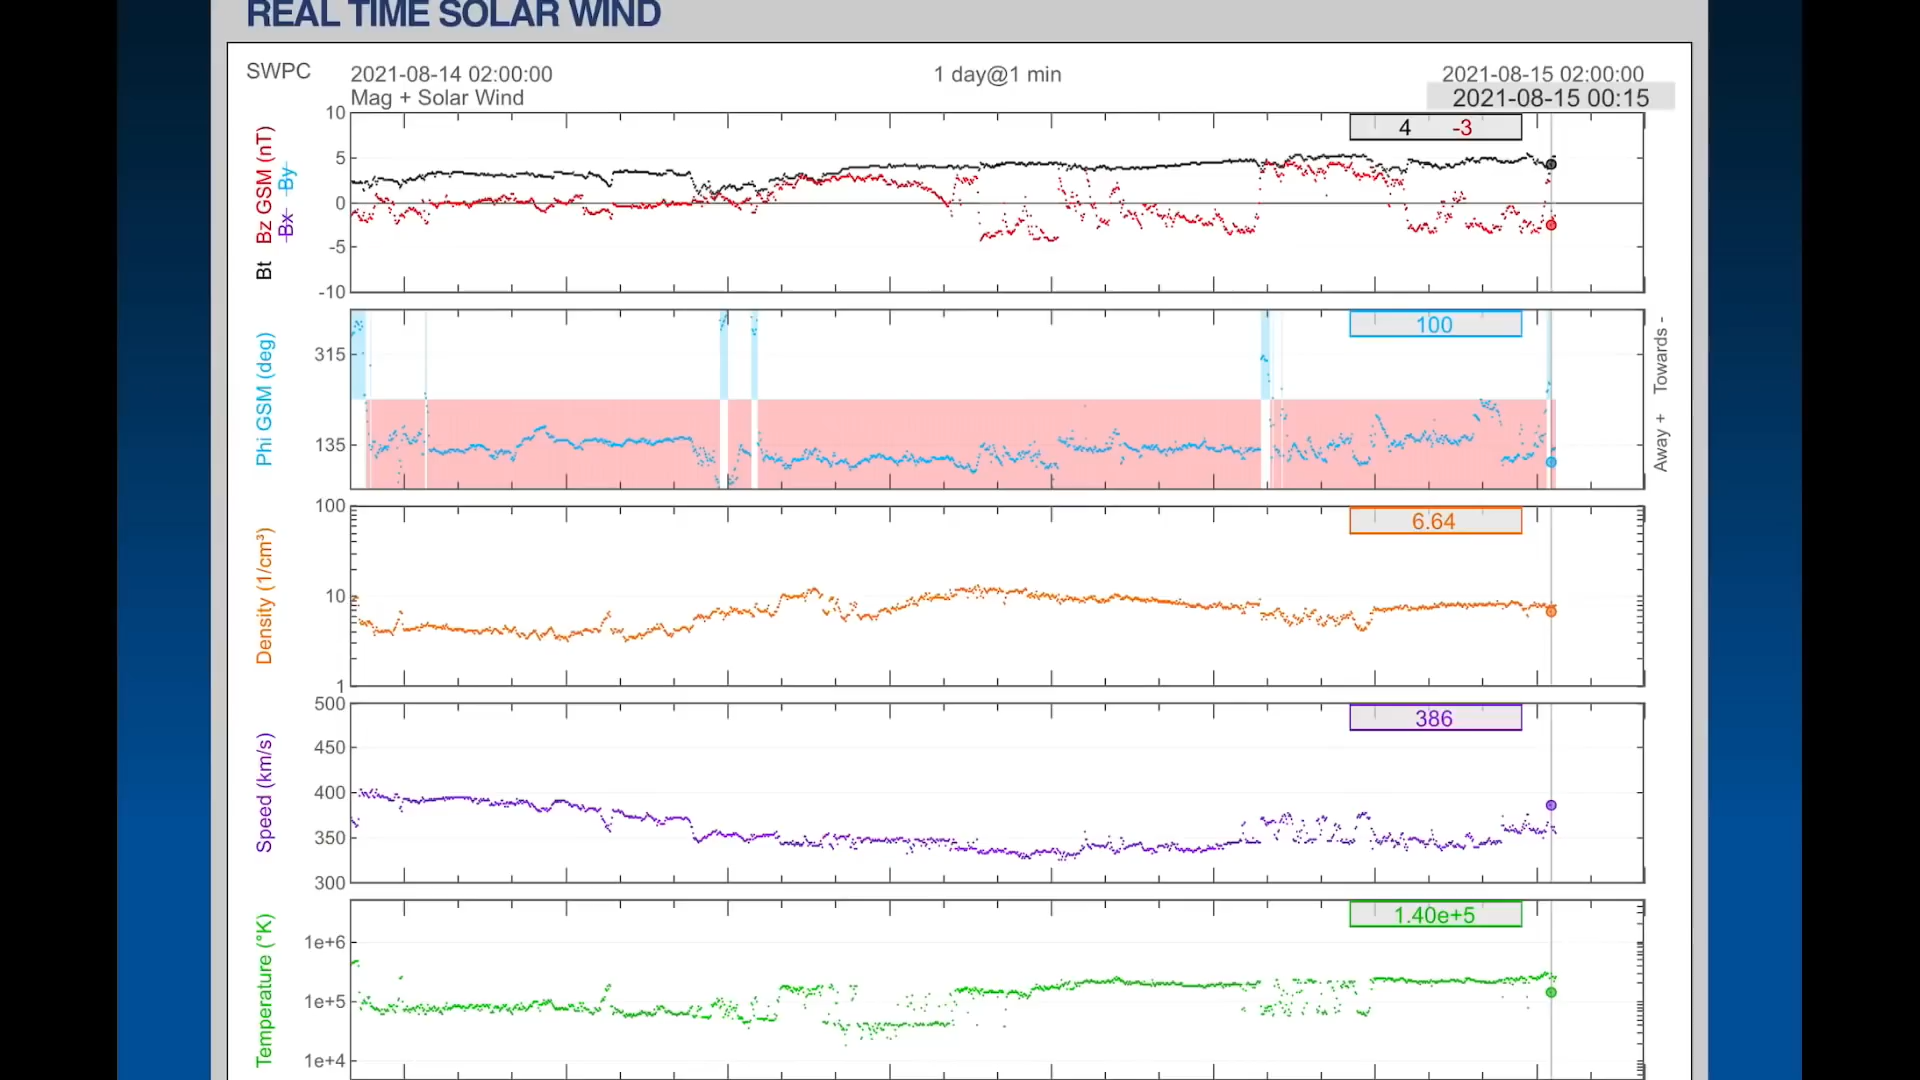 REAL TIME SOLAR WIND
SWPC
2021-08-14 02:00:00
1 day@1 min
2021-08-15 02:00:00
Mag + Solar Wind
2021-08-15 00:15
Bt Bz GSM (nT)
Bx By
10
5
0
-5
-10
4 -3
Phi GSM (deg)
315
135
100
Towards -
Away +
Density (1/cm³)
100
10
1
6.64
Speed (km/s)
500
450
400
350
300
386
Temperature (°K)
1e+6
1e+5
1e+4
1.40e+5